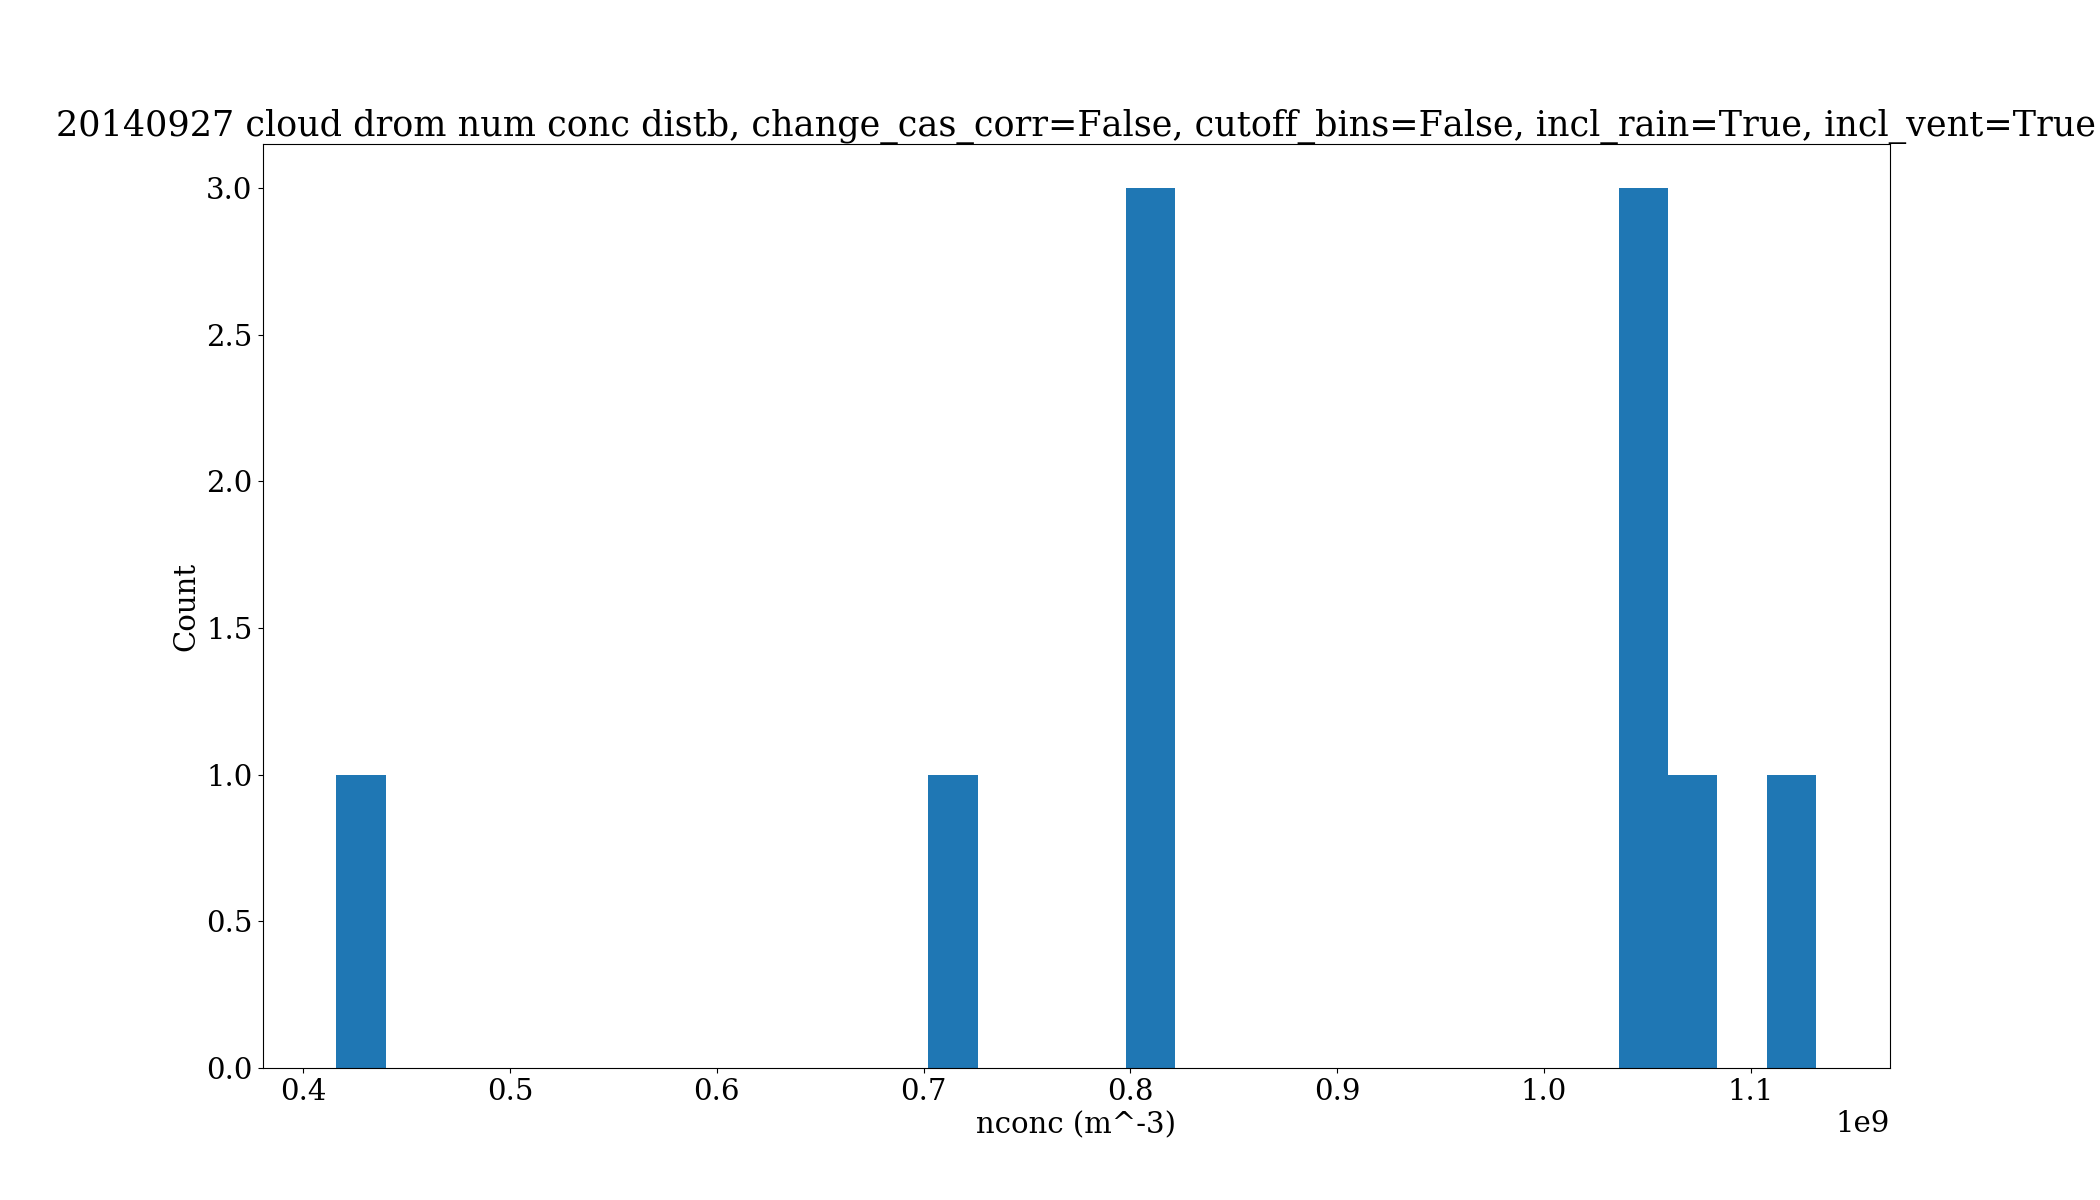 20140927 cloud drom num conc distb, change_cas_corr=False, cutoff_bins=False, incl_rain=True, incl_vent=True
3.0
2.5
2.0
1.5
1.0
0.5
0.0
Count
0.4 0.5 0.6 0.7 0.8 0.9 1.0 1.1
nconc (m^-3)
1e9